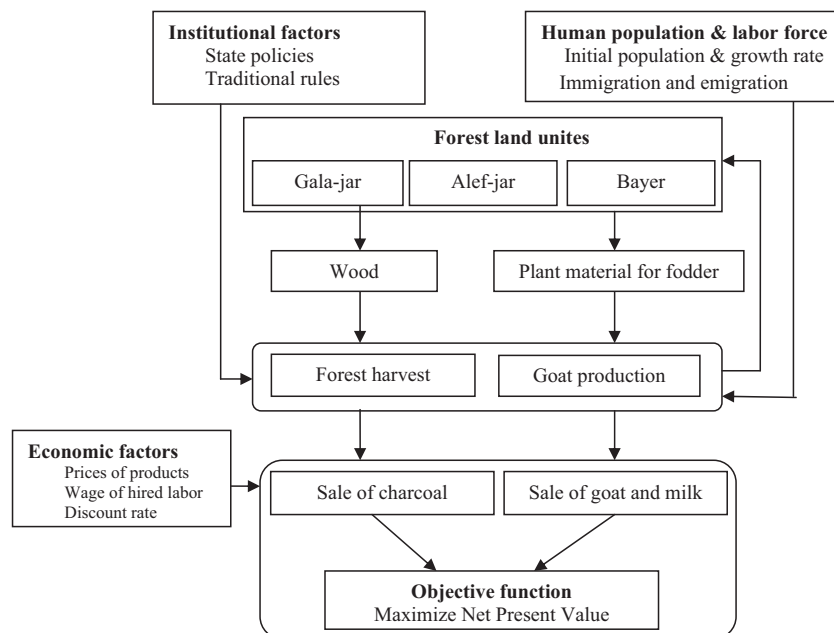 Institutional factors
State policies
Traditional rules
Human population & labor force
Initial population & growth rate
Immigration and emigration
Forest land unites
Gala-jar
Alef-jar
Bayer
Wood
Plant material for fodder
Forest harvest
Goat production
Economic factors
Prices of products
Wage of hired labor
Discount rate
Sale of charcoal
Sale of goat and milk
Objective function
Maximize Net Present Value